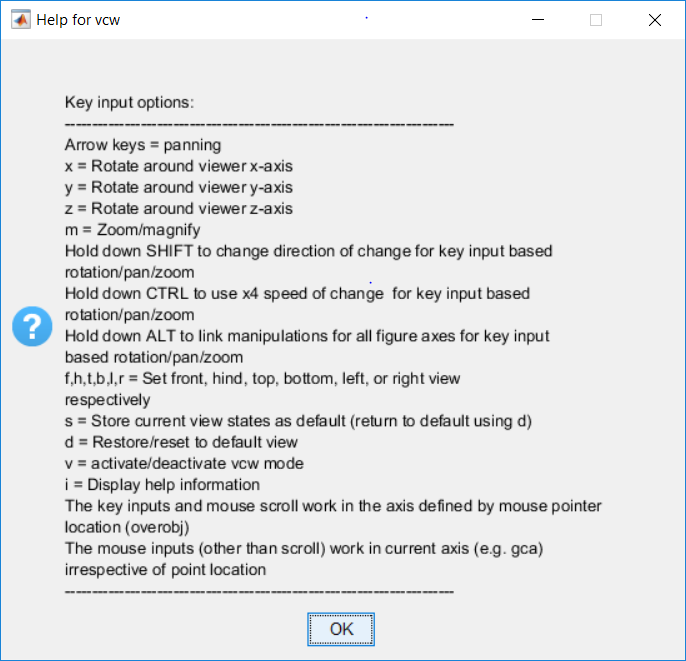 Help for vcw
Key input options:
------------------------------------------------------------------------
Arrow keys = panning
x = Rotate around viewer x-axis
y = Rotate around viewer y-axis
z = Rotate around viewer z-axis
m = Zoom/magnify
Hold down SHIFT to change direction of change for key input based
rotation/pan/zoom
Hold down CTRL to use x4 speed of change  for key input based
rotation/pan/zoom
Hold down ALT to link manipulations for all figure axes for key input
based rotation/pan/zoom
f,h,t,b,l,r = Set front, hind, top, bottom, left, or right view
respectively
s = Store current view states as default (return to default using d)
d = Restore/reset to default view
v = activate/deactivate vcw mode
i = Display help information
The key inputs and mouse scroll work in the axis defined by mouse pointer
location (overobj)
The mouse inputs (other than scroll) work in current axis (e.g. gca)
irrespective of point location
------------------------------------------------------------------------
?
OK